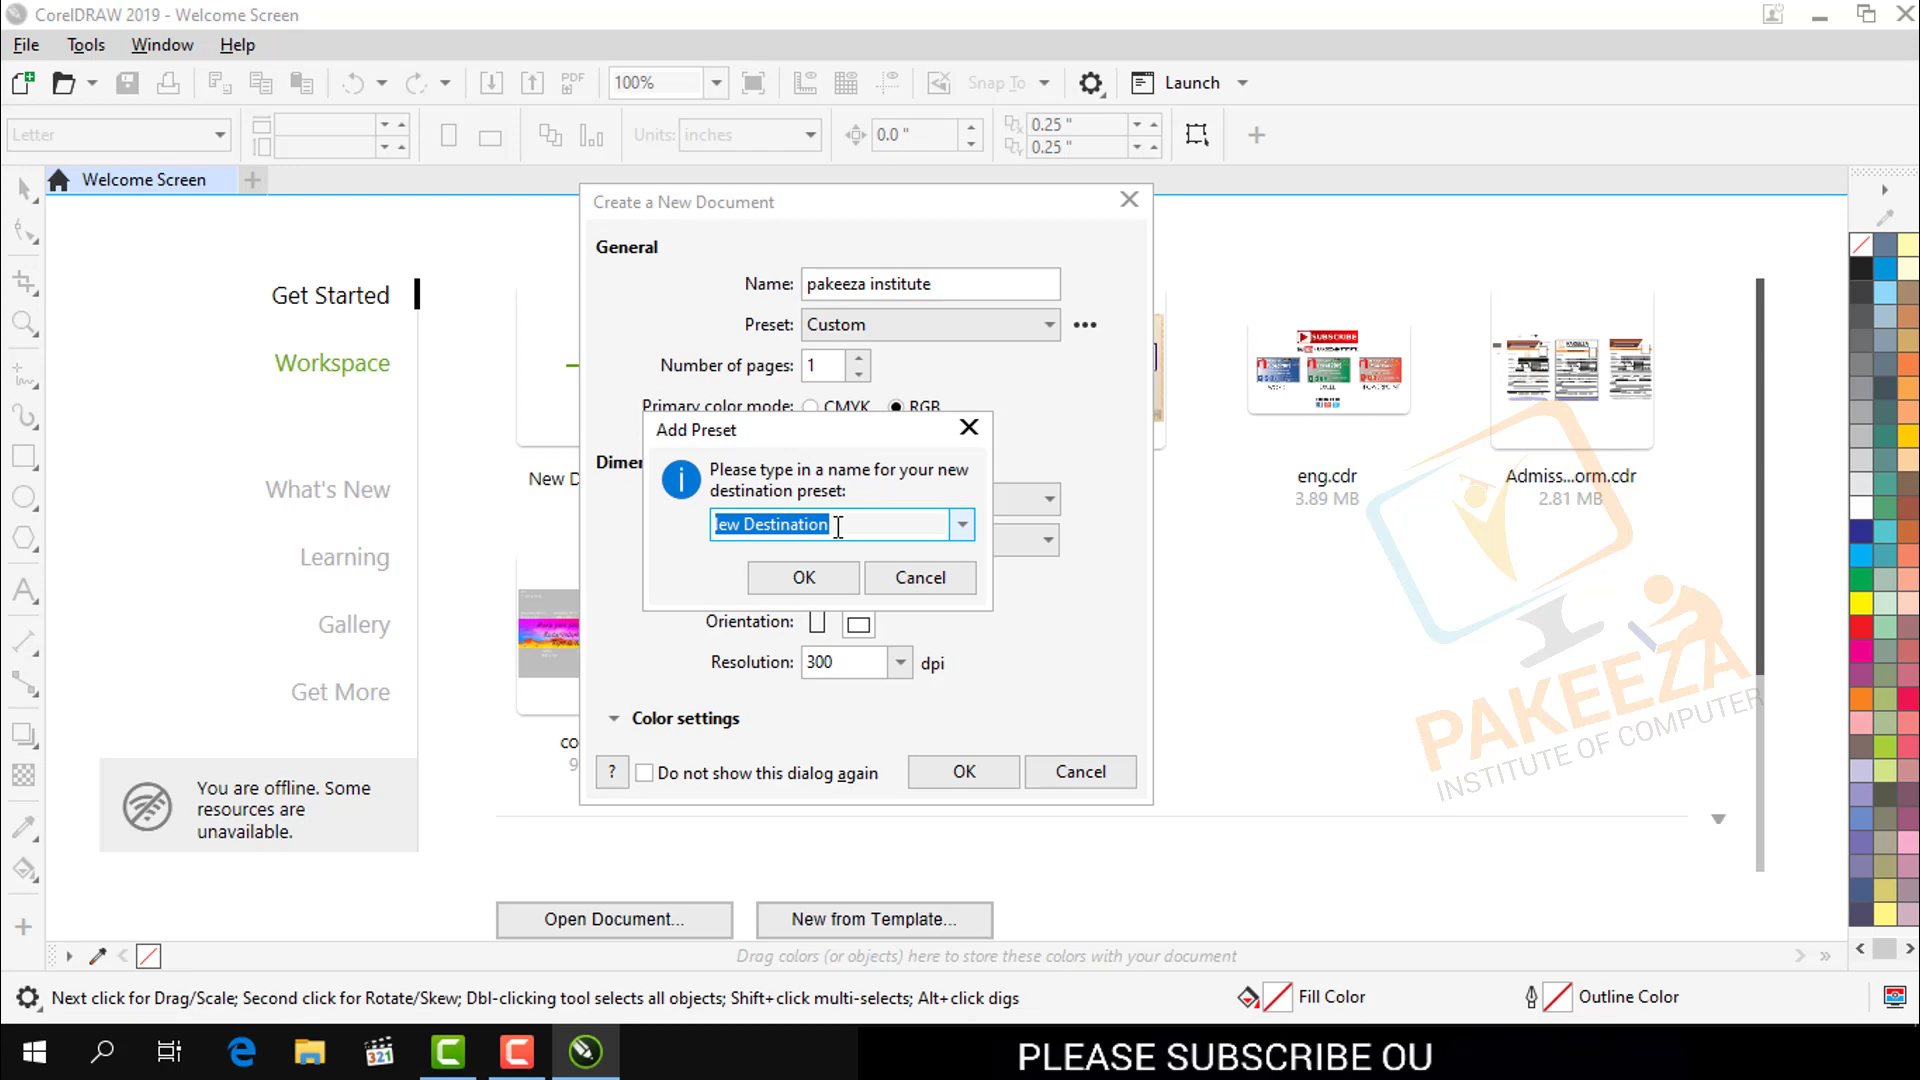 CorelDRAW 2019 - Welcome Screen
File Tools Window Help
PDF 100% Snap To Launch
Letter Units: inches 0.0 " 0.25 "
0.25 "
Welcome Screen
Create a New Document
General
Name: pakeeza institute
Preset: Custom
Number of pages: 1
Primary color mode: CMYK RGB
Add Preset
Please type in a name for your new
destination preset:
ew Destination
OK Cancel
Dimen
Orientation:
Resolution: 300 dpi
Color settings
? Do not show this dialog again OK Cancel
Get Started
Workspace
What's New
Learning
Gallery
Get More
You are offline. Some
resources are
unavailable.
New D
co
9
SUBSCRIBE
eng.cdr
3.89 MB
Admiss...orm.cdr
2.81 MB
PAKEEZA
INSTITUTE OF COMPUTER
Open Document... New from Template...
Drag colors (or objects) here to store these colors with your document
Next click for Drag/Scale; Second click for Rotate/Skew; Dbl-clicking tool selects all objects; Shift+click multi-selects; Alt+click digs
Fill Color Outline Color
321
PLEASE SUBSCRIBE OU